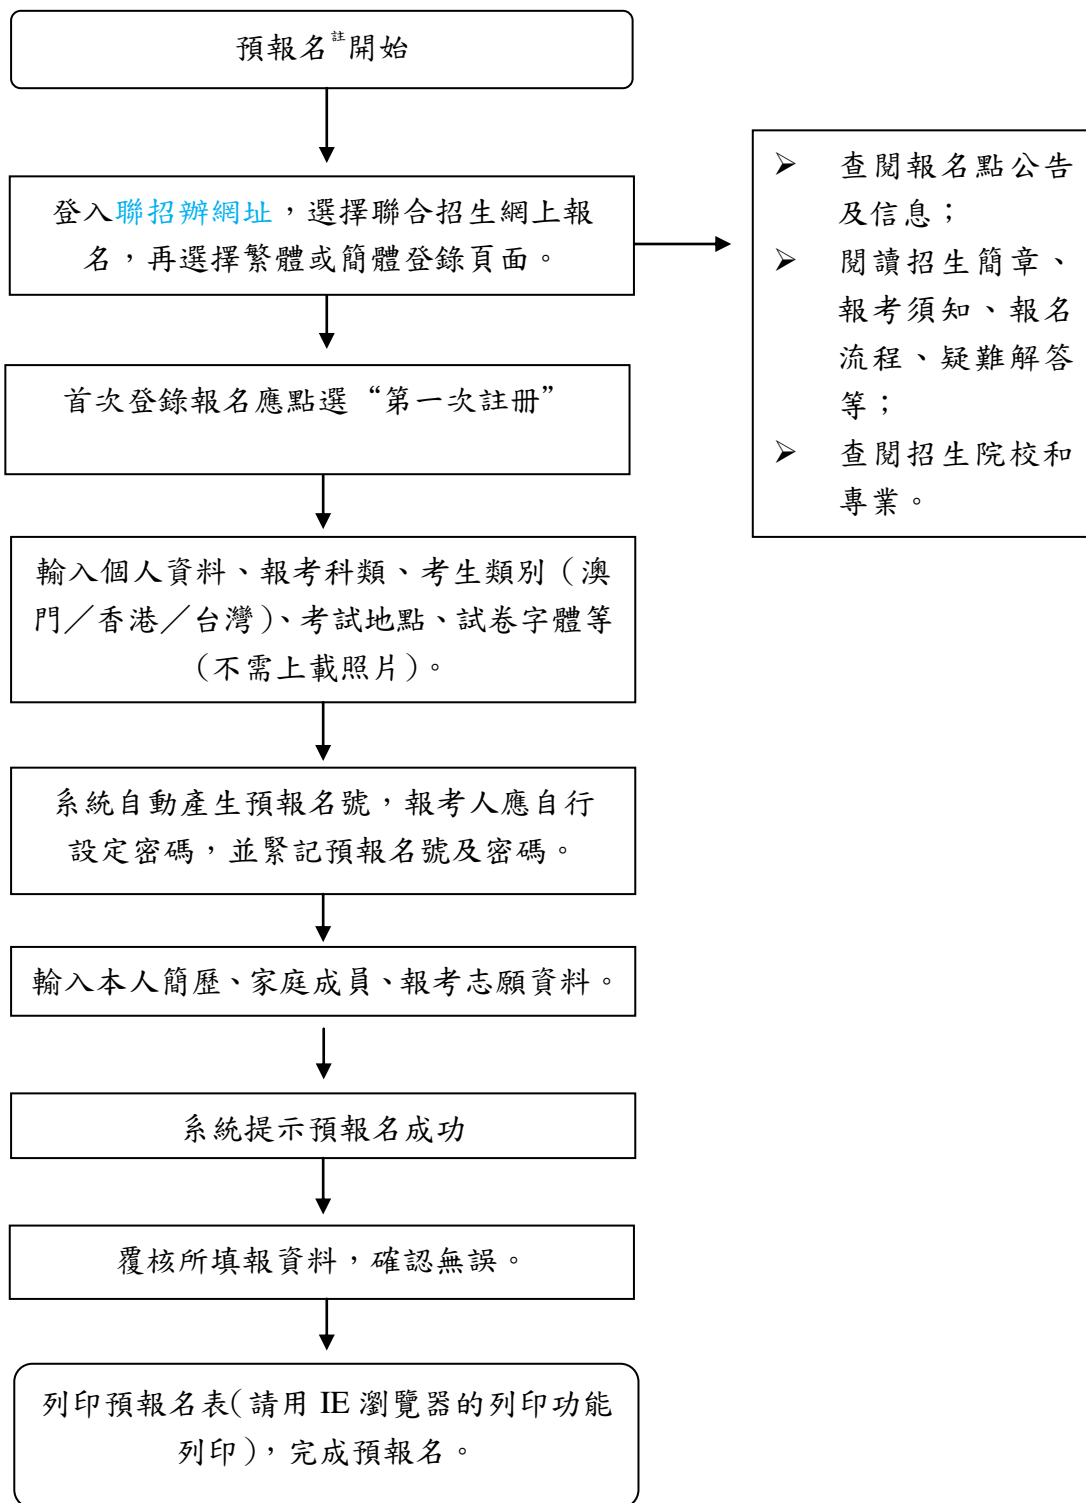 預報名註開始
登入聯招辦網址，選擇聯合招生網上報
名，再選擇繁體或簡體登錄頁面。
➢ 查閱報名點公告
及信息；
➢ 閱讀招生簡章、
報考須知、報名
流程、疑難解答
等；
➢ 查閱招生院校和
專業。
首次登錄報名應點選“第一次註冊”
輸入個人資料、報考科類、考生類別（澳
門／香港／台灣）、考試地點、試卷字體等
（不需上載照片）。
系統自動產生預報名號，報考人應自行
設定密碼，並緊記預報名號及密碼。
輸入本人簡歷、家庭成員、報考志願資料。
系統提示預報名成功
覆核所填報資料，確認無誤。
列印預報名表（請用 IE 瀏覽器的列印功能
列印），完成預報名。